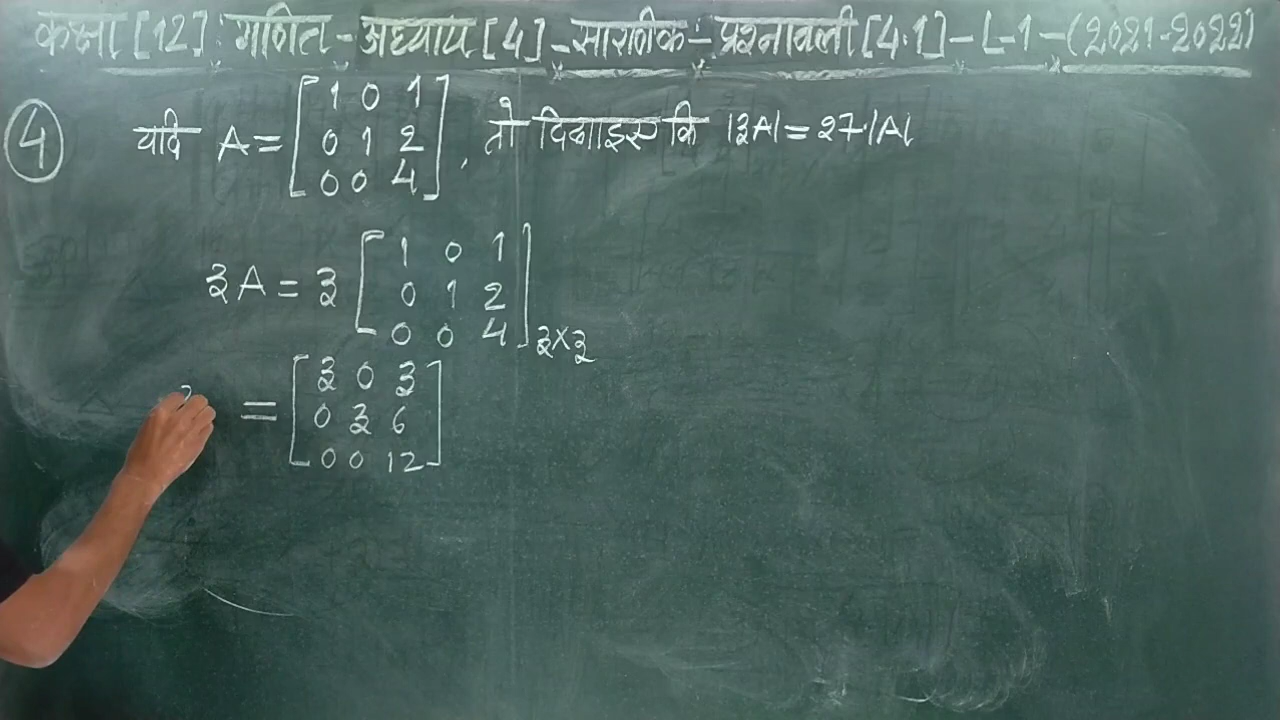 कक्षा [12] : गणित - अध्याय [4] - सारणीक - प्रश्नावली [4.1] - L-1 - (2021-2022)
④ यदि A = [1 0 1
0 1 2
0 0 4], तो दिखाइए कि |3A| = 27.|A|
3A = 3 [1 0 1
0 1 2
0 0 4] 3×3
= [3 0 3
0 3 6
0 0 12]